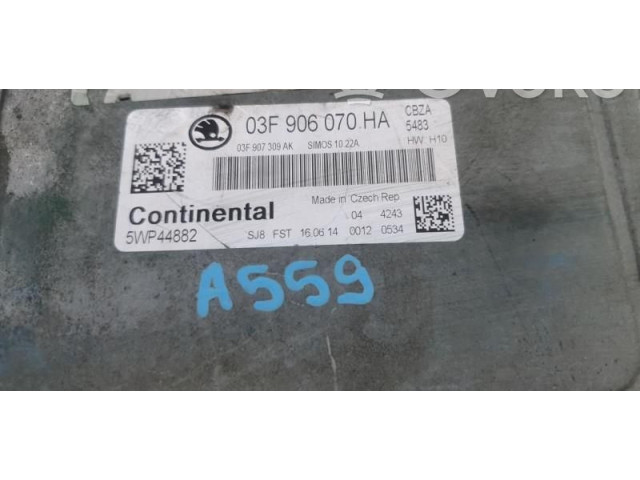 03F 906 070 HA CBZA
5483
03F 907 309 AK SIMOS 10 22A HW H10
Made in Czech Rep
Continental 04 4243
5WP44882 SJ8 FST 16.06 14 0012 0534
A559